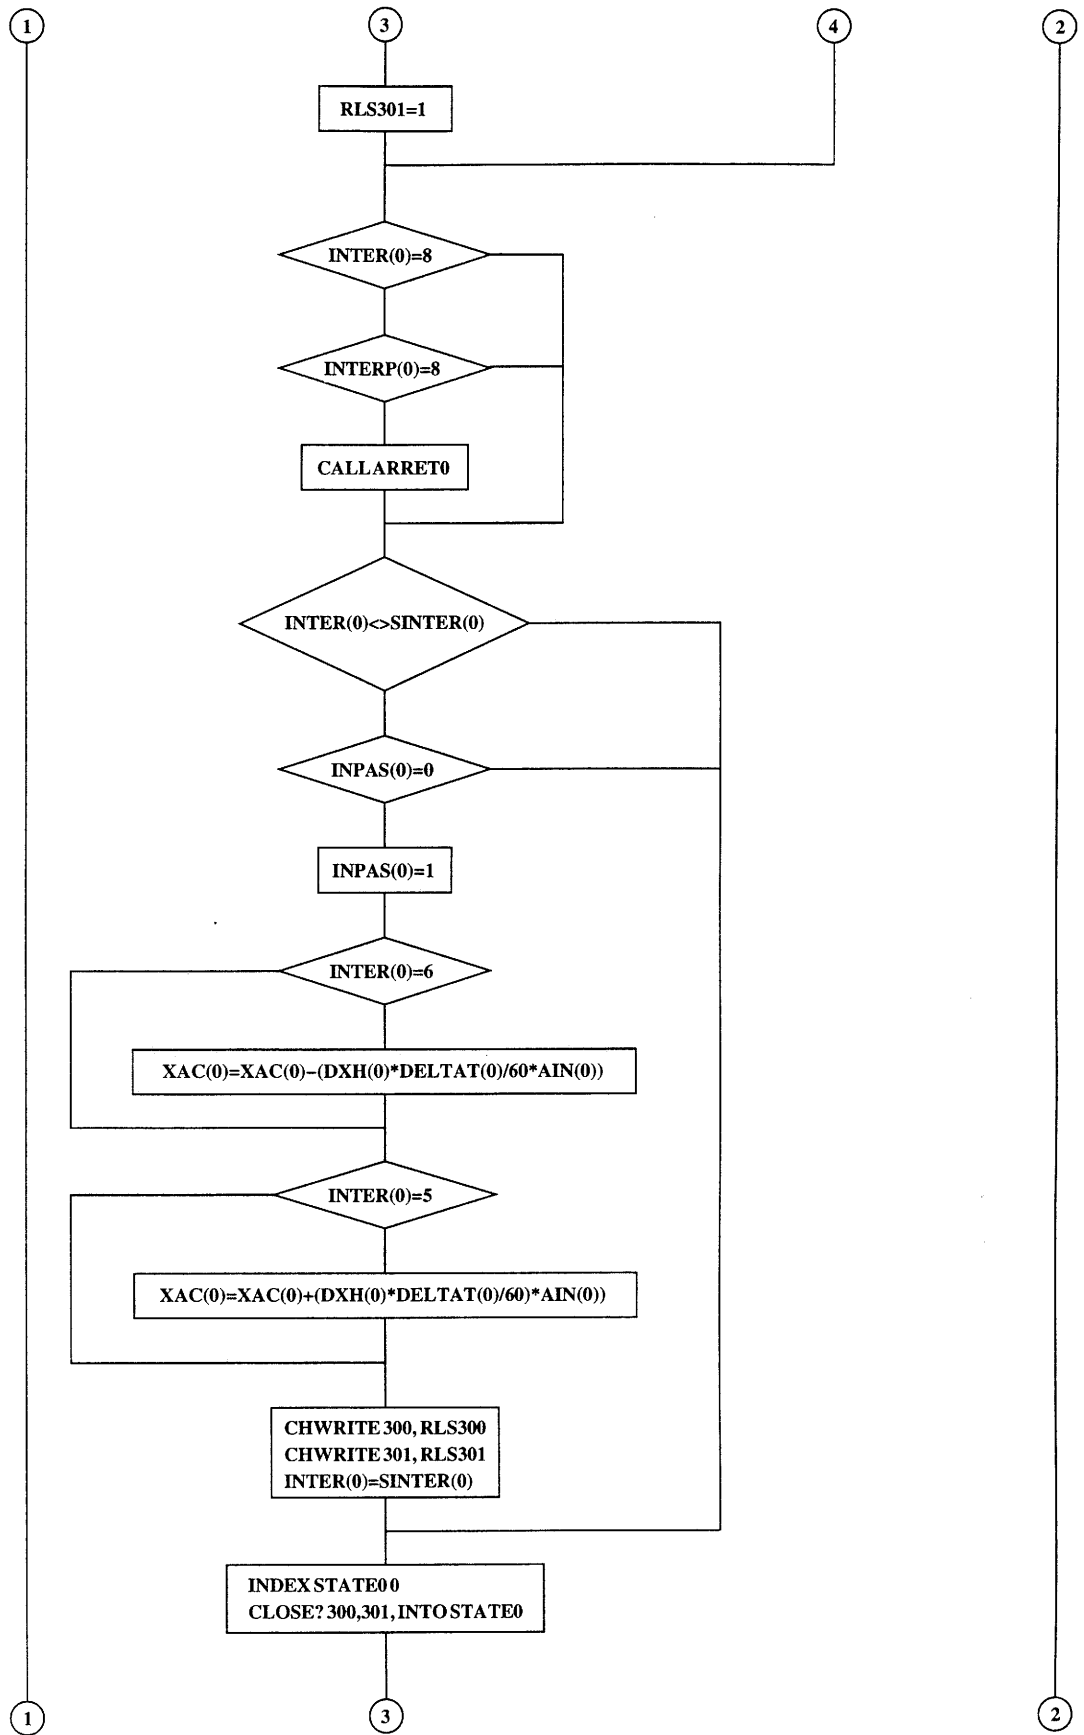 1
3
4
2
RLS301=1
INTER(0)=8
INTERP(0)=8
CALL ARRET0
INTER(0)<>SINTER(0)
INPAS(0)=0
INPAS(0)=1
INTER(0)=6
XAC(0)=XAC(0)-(DXH(0)*DELTAT(0)/60*AIN(0))
INTER(0)=5
XAC(0)=XAC(0)+(DXH(0)*DELTAT(0)/60)*AIN(0))
CHWRITE 300, RLS300
CHWRITE 301, RLS301
INTER(0)=SINTER(0)
INDEX STATE0 0
CLOSE? 300,301, INTO STATE0
1
3
2